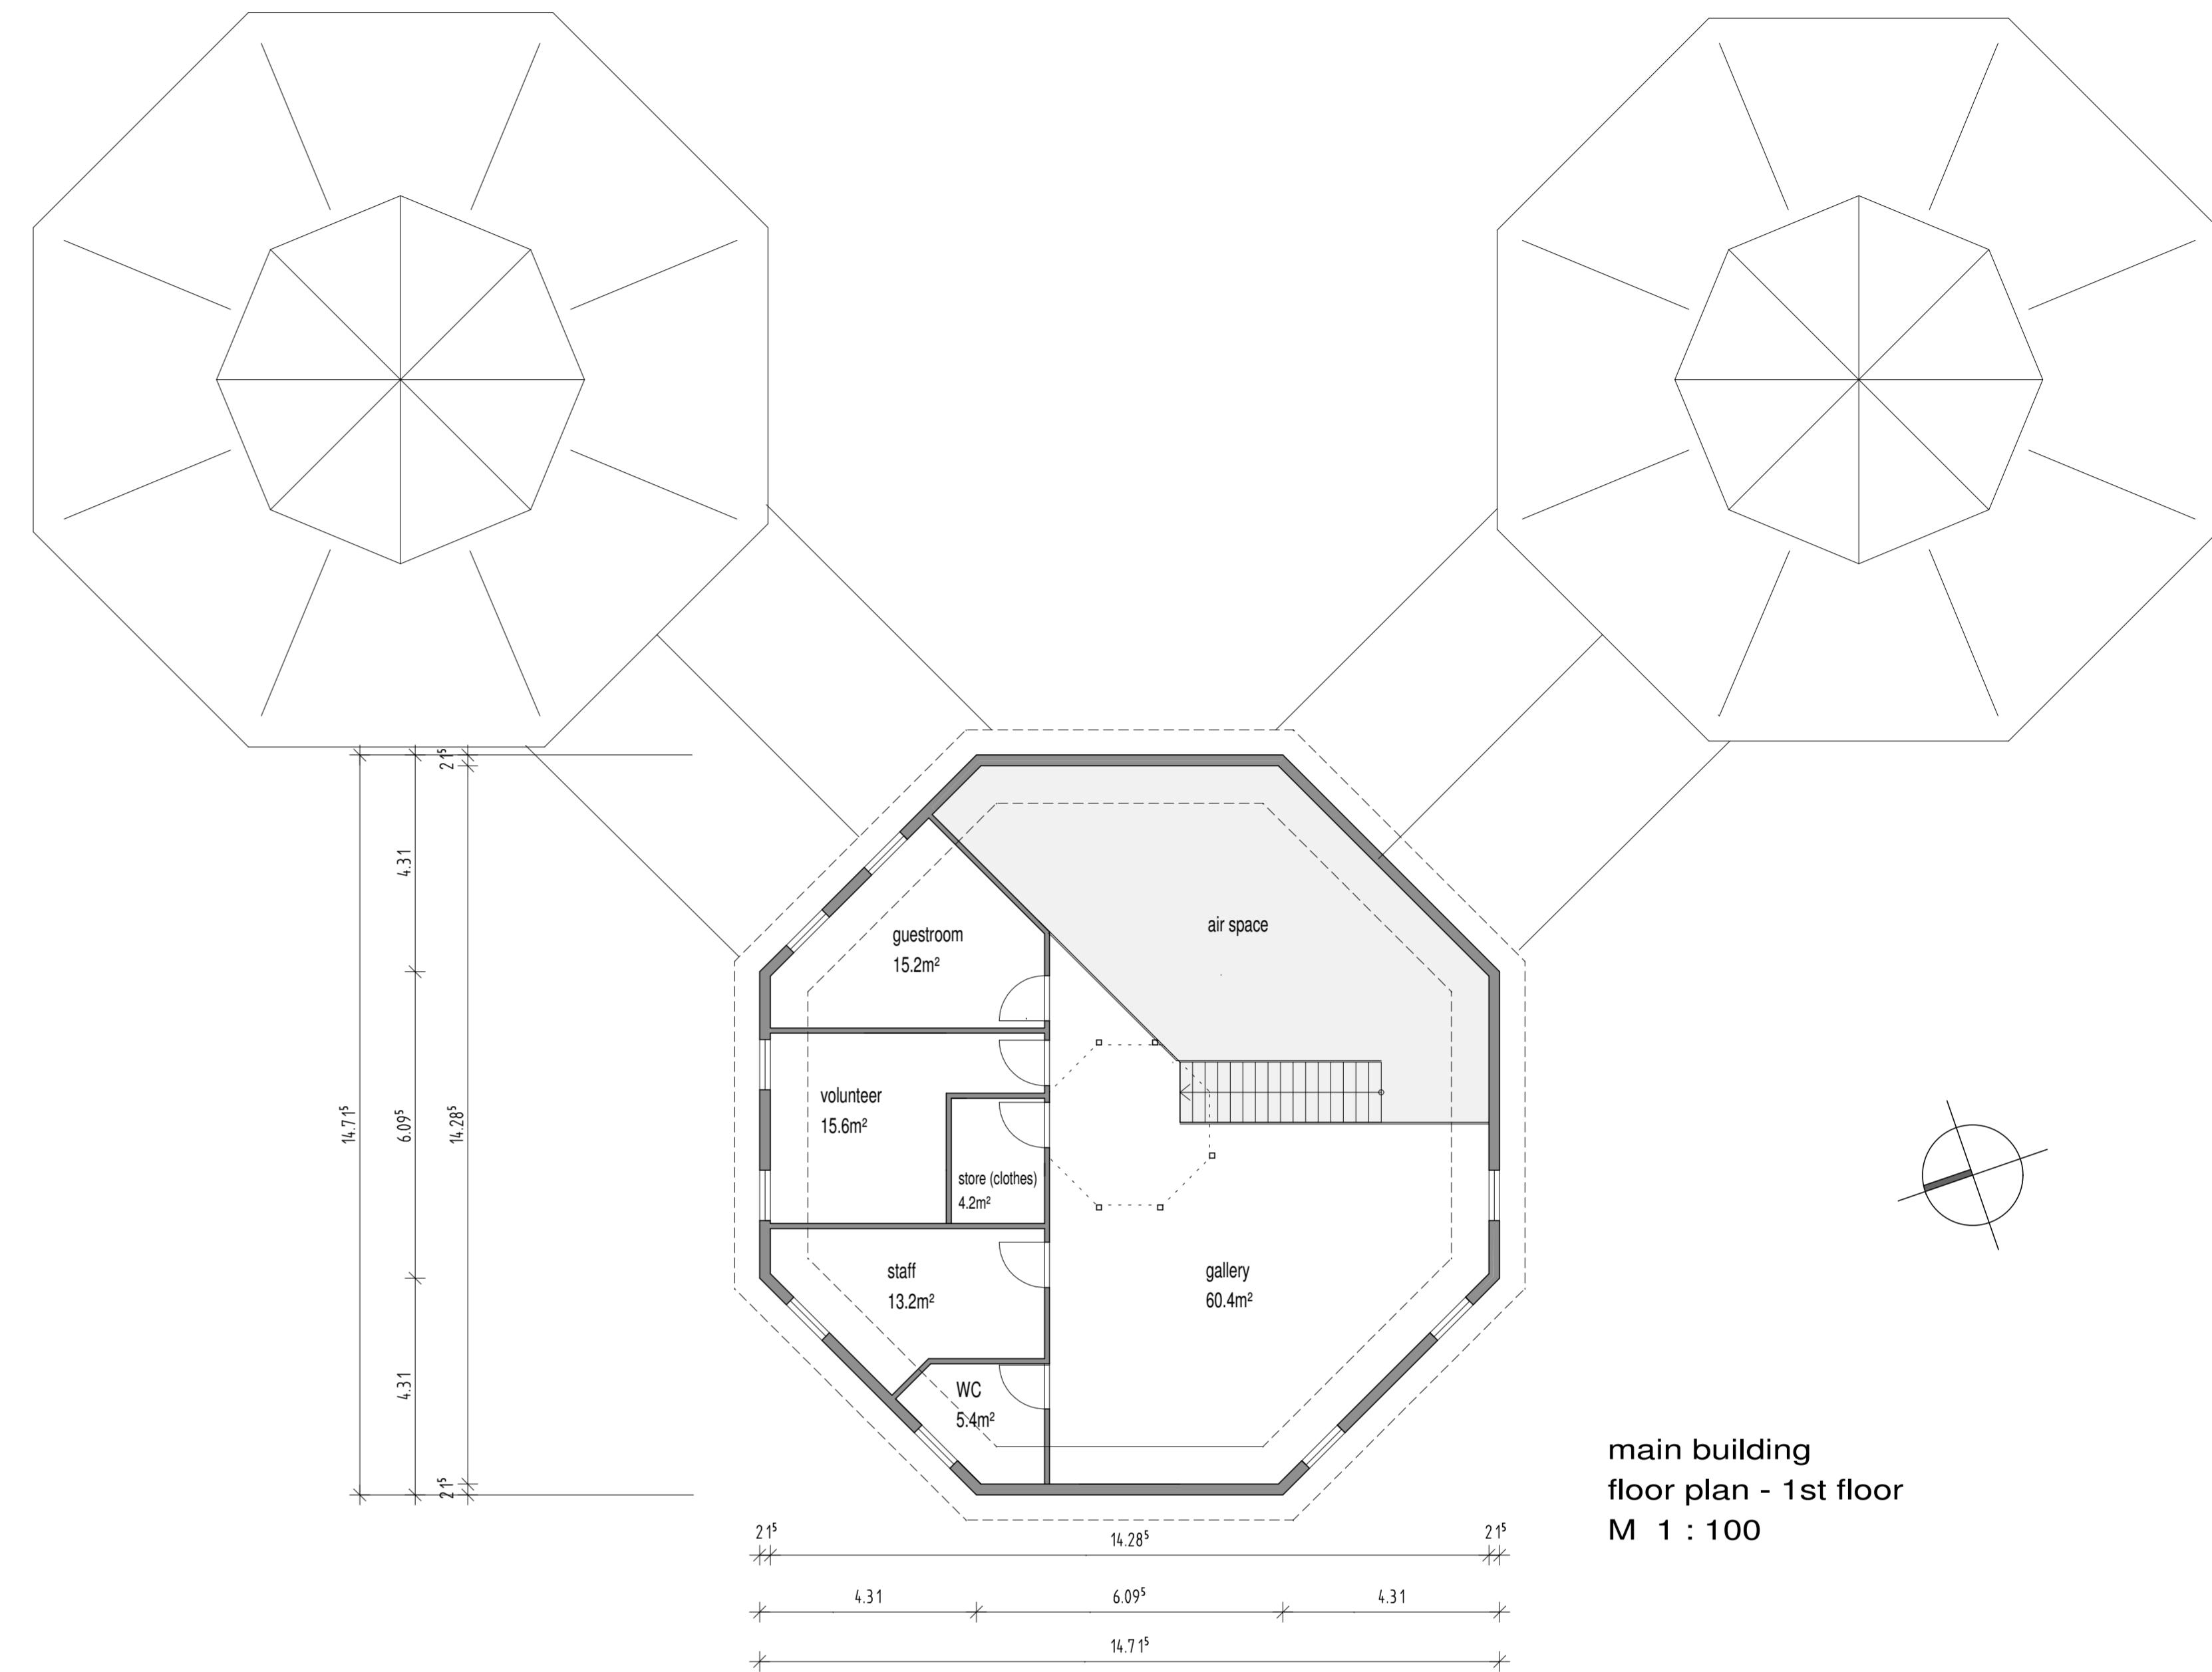 21⁵
4.31
14.71⁵
6.09⁵
14.28⁵
4.31
21⁵
guestroom
15.2m²
air space
volunteer
15.6m²
store (clothes)
4.2m²
staff
13.2m²
gallery
60.4m²
WC
5.4m²
main building
floor plan - 1st floor
M 1 : 100
21⁵ 14.28⁵ 21⁵
4.31 6.09⁵ 4.31
14.71⁵